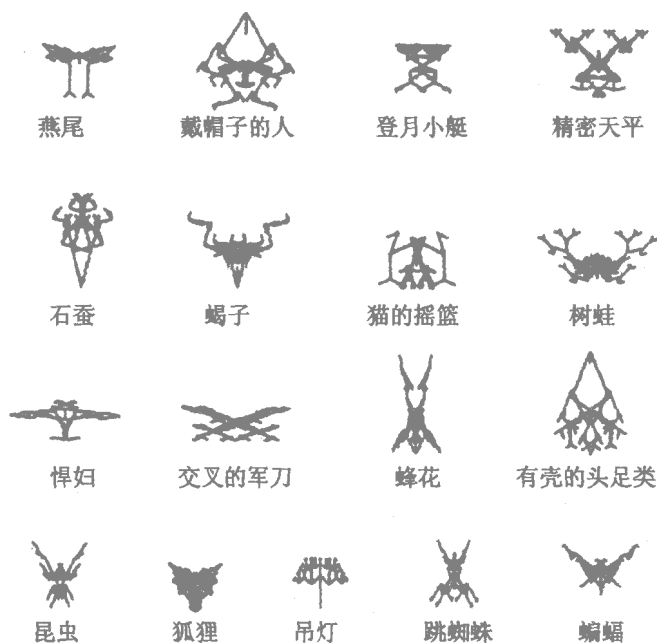 燕尾 戴帽子的人 登月小艇 精密天平
石蚕 蝎子 猫的摇篮 树蛙
悍妇 交叉的军刀 蜂花 有壳的头足类
昆虫 狐狸 吊灯 跳蜘蛛 蝙蝠